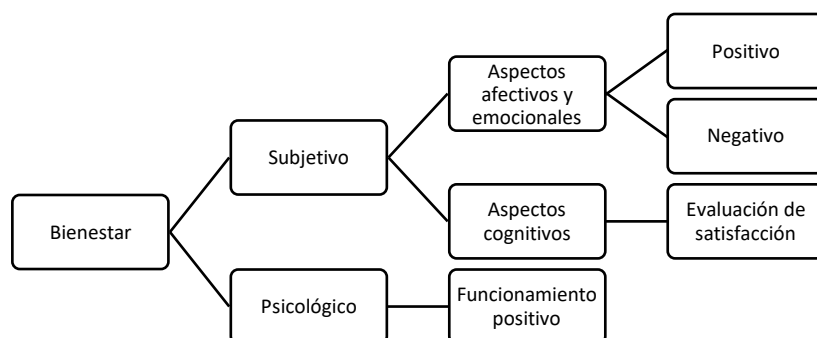 Bienestar
Subjetivo
Aspectos
afectivos y
emocionales
Positivo
Negativo
Aspectos
cognitivos
Evaluación de
satisfacción
Psicológico
Funcionamiento
positivo